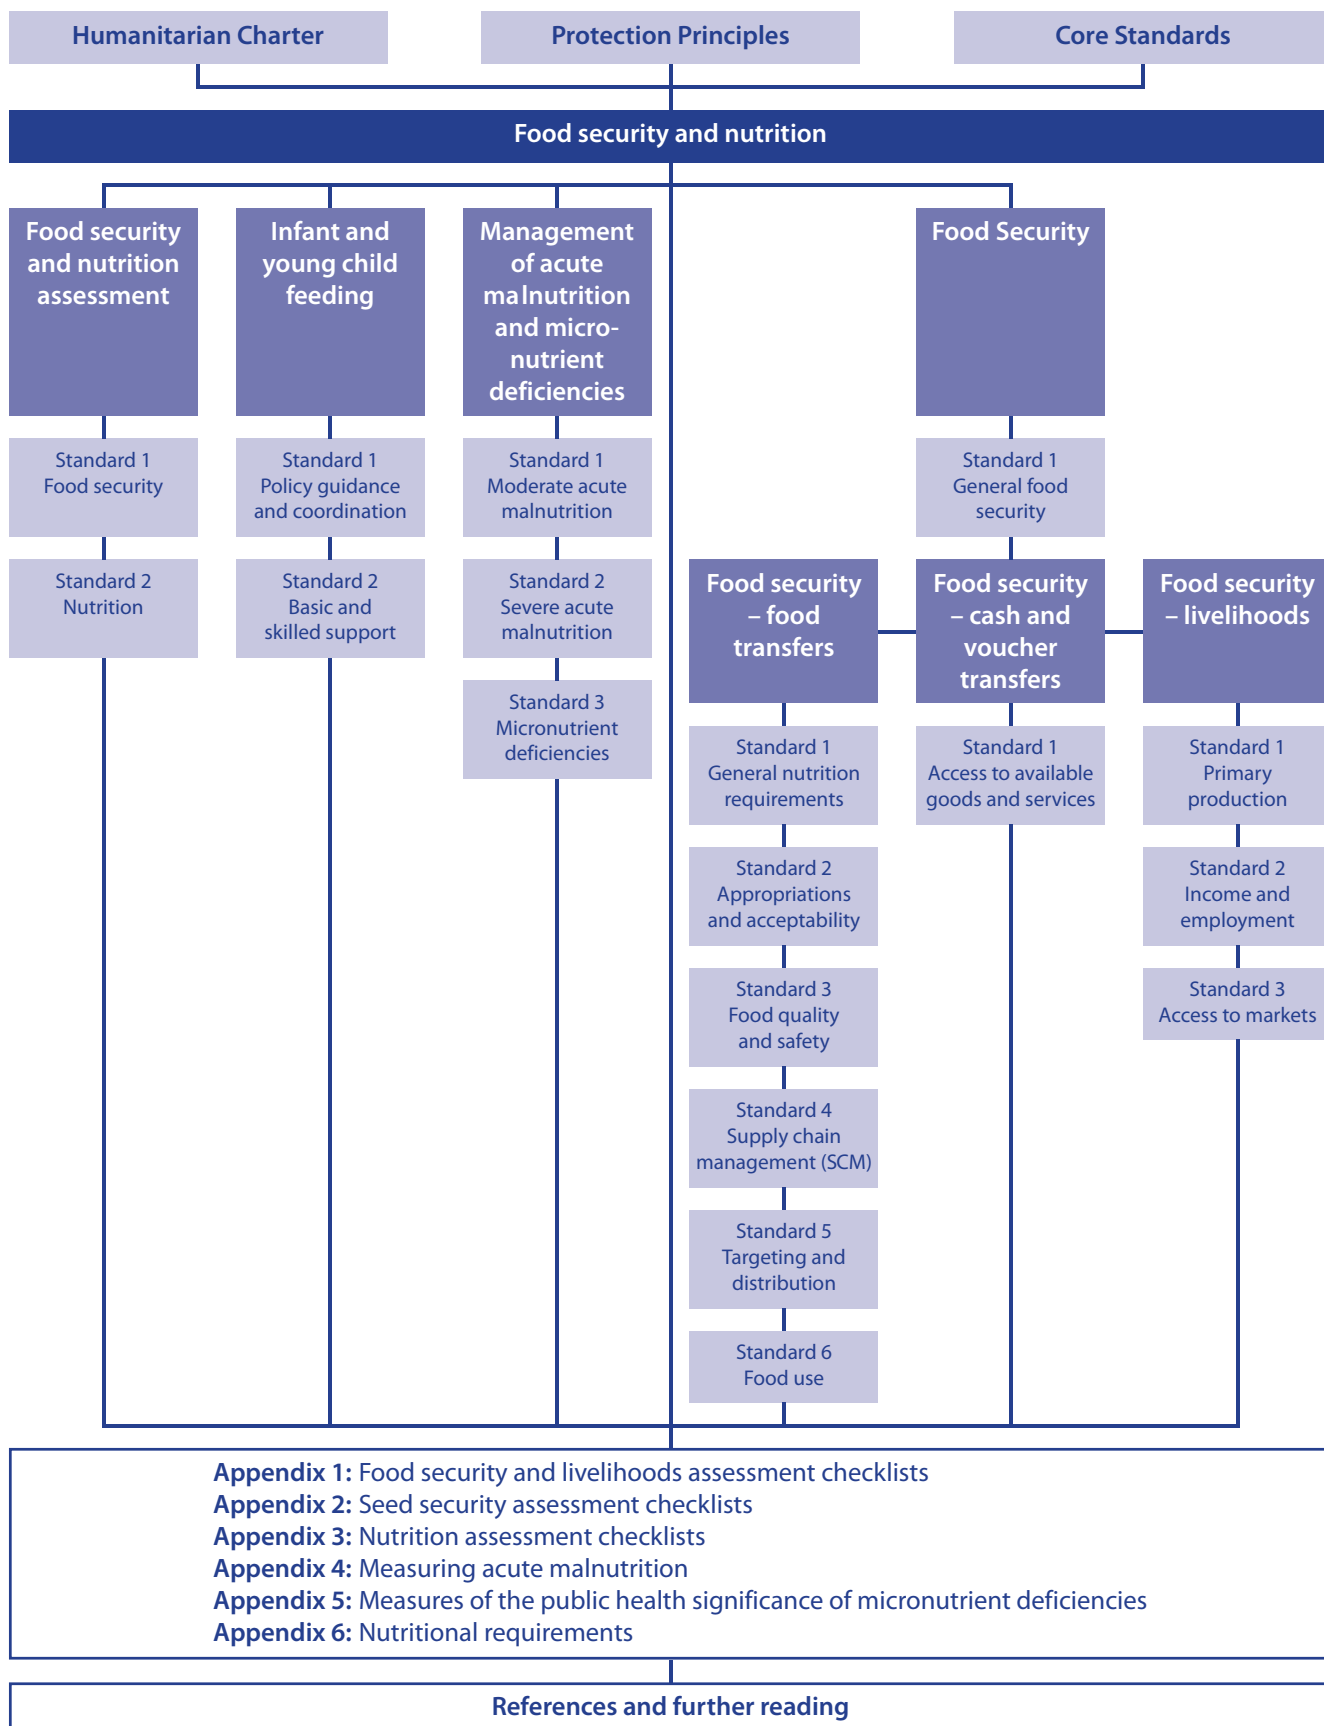 Humanitarian Charter
Protection Principles
Core Standards
Food security and nutrition
Food security
and nutrition
assessment
Infant and
young child
feeding
Management
of acute
malnutrition
and micro-
nutrient
deficiencies
Food Security
Standard 1
Food security
Standard 1
Policy guidance
and coordination
Standard 1
Moderate acute
malnutrition
Standard 1
General food
security
Standard 2
Nutrition
Standard 2
Basic and
skilled support
Standard 2
Severe acute
malnutrition
Standard 3
Micronutrient
deficiencies
Food security
– food
transfers
Food security
– cash and
voucher
transfers
Food security
– livelihoods
Standard 1
General nutrition
requirements
Standard 2
Appropriations
and acceptability
Standard 3
Food quality
and safety
Standard 4
Supply chain
management (SCM)
Standard 5
Targeting and
distribution
Standard 6
Food use
Standard 1
Access to available
goods and services
Standard 1
Primary
production
Standard 2
Income and
employment
Standard 3
Access to markets
Appendix 1: Food security and livelihoods assessment checklists
Appendix 2: Seed security assessment checklists
Appendix 3: Nutrition assessment checklists
Appendix 4: Measuring acute malnutrition
Appendix 5: Measures of the public health significance of micronutrient deficiencies
Appendix 6: Nutritional requirements
References and further reading